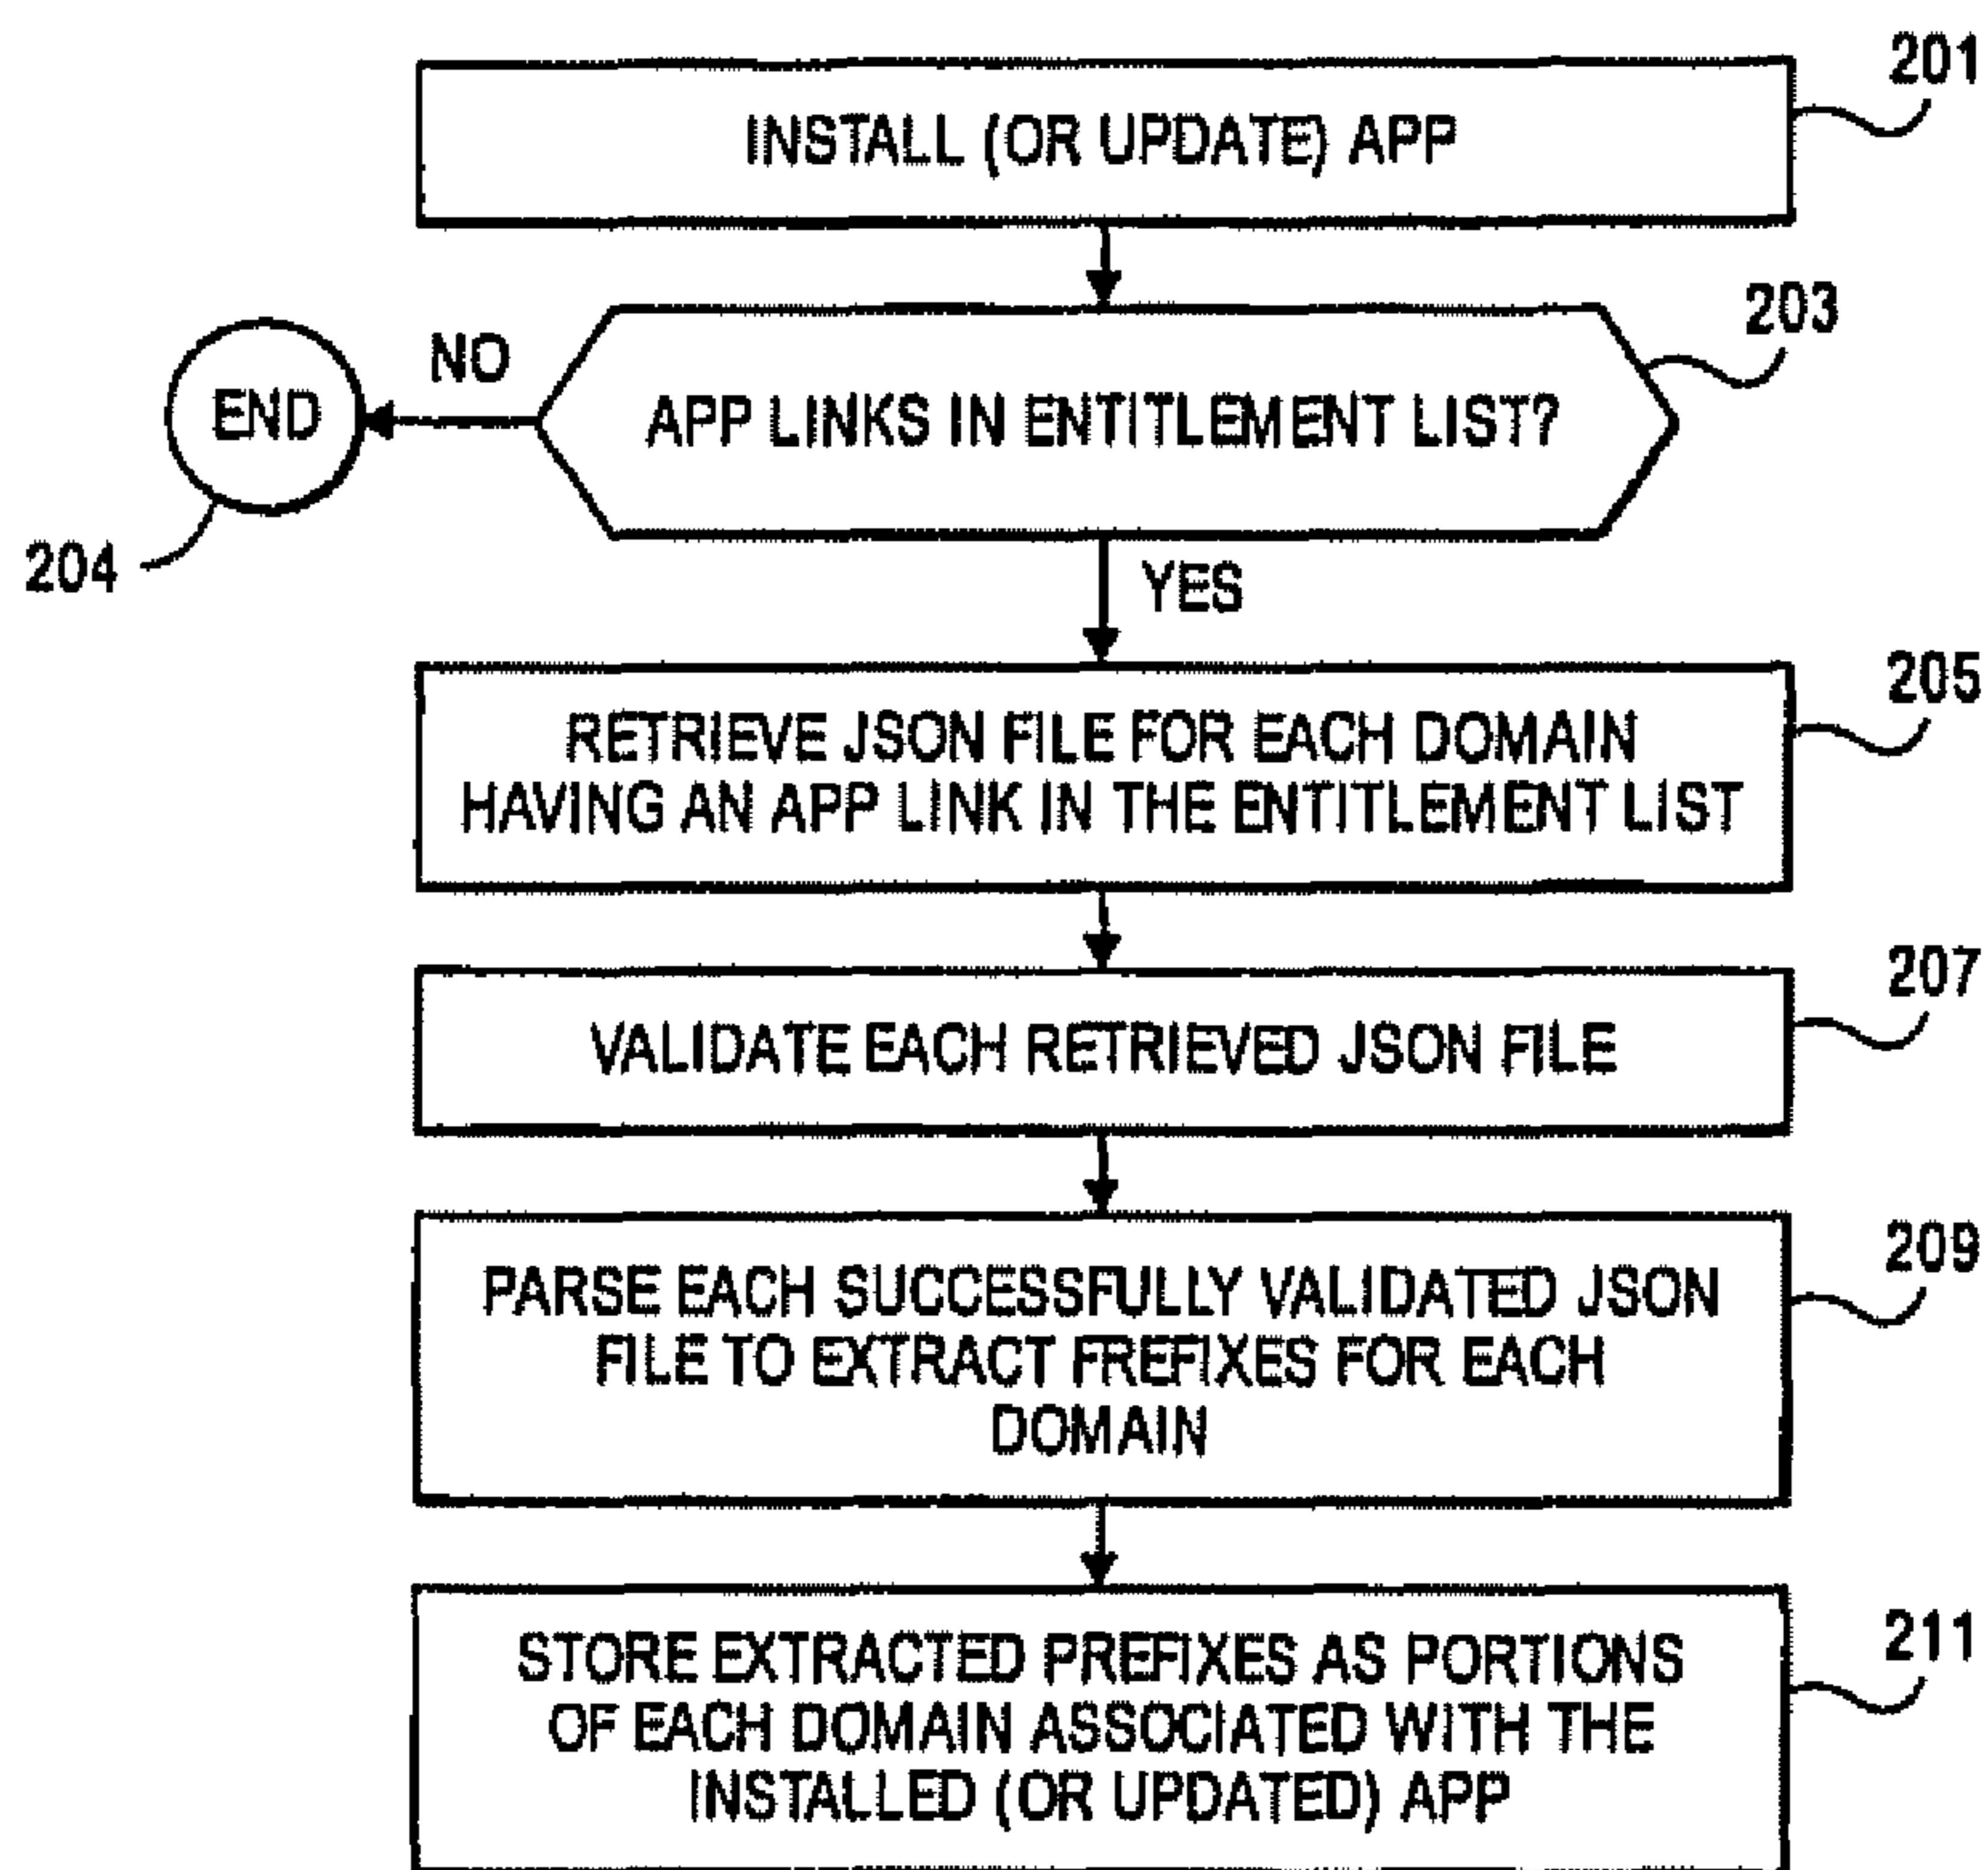 201
INSTALL (OR UPDATE) APP
203
NO
END
APP LINKS IN ENTITLEMENT LIST?
204
YES
205
RETRIEVE JSON FILE FOR EACH DOMAIN
HAVING AN APP LINK IN THE ENTITLEMENT LIST
207
VALIDATE EACH RETRIEVED JSON FILE
209
PARSE EACH SUCCESSFULLY VALIDATED JSON
FILE TO EXTRACT FREFIXES FOR EACH
DOMAIN
211
STORE EXTRACTED PREFIXES AS PORTIONS
OF EACH DOMAIN ASSOCIATED WITH THE
INSTALLED (OR UPDATED) APP